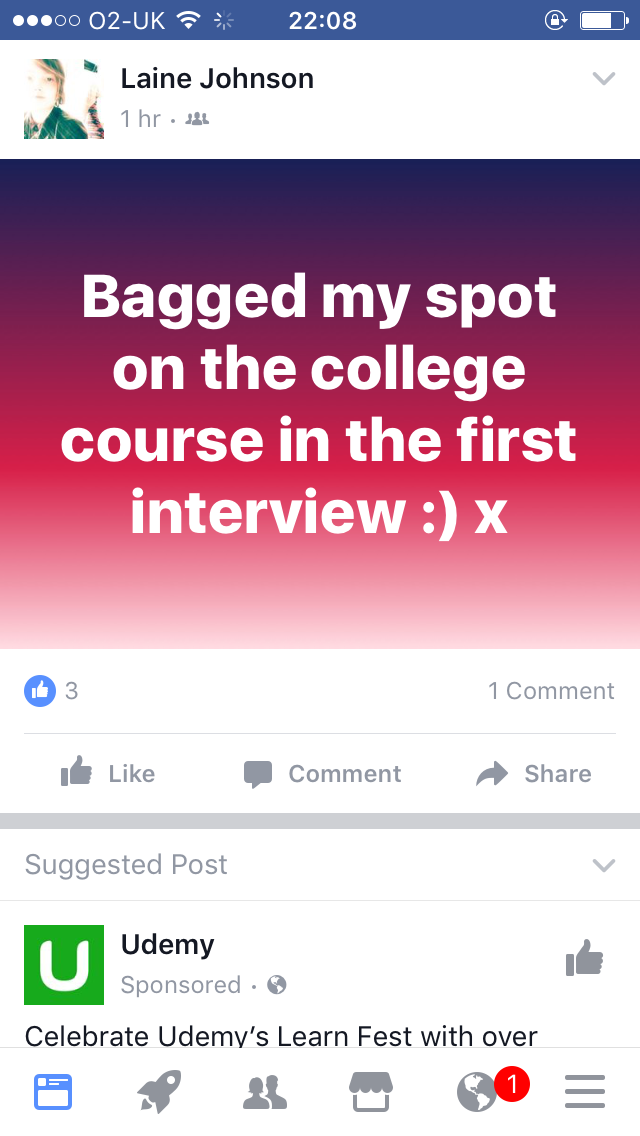 O2-UK 22:08
Laine Johnson
1 hr ·
Bagged my spot
on the college
course in the first
interview :) x
3 1 Comment
Like Comment Share
Suggested Post
U Udemy
Sponsored ·
Celebrate Udemy's Learn Fest with over
1